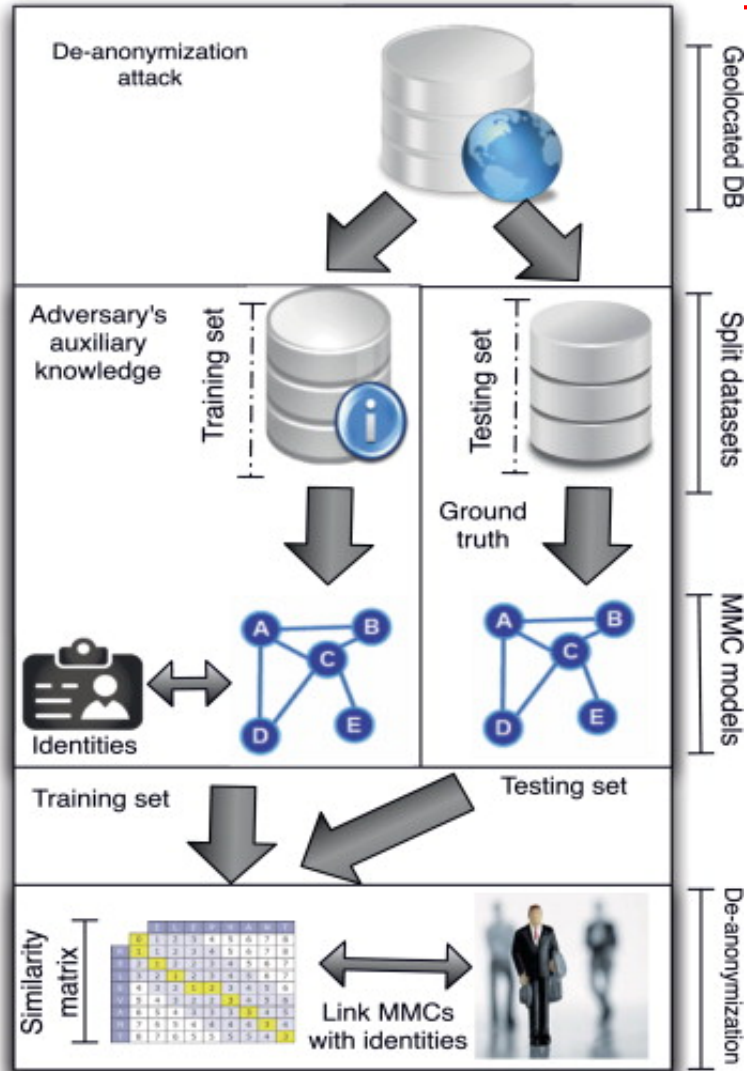 De-anonymization
attack
Geolocated DB
Adversary's
auxiliary
knowledge
Training set
Testing set
Split datasets
Ground
truth
A
B
C
D
E
A
B
C
D
E
MMC models
Identities
Training set
Testing set
Similarity
matrix
Link MMCs
with identities
De-anonymization